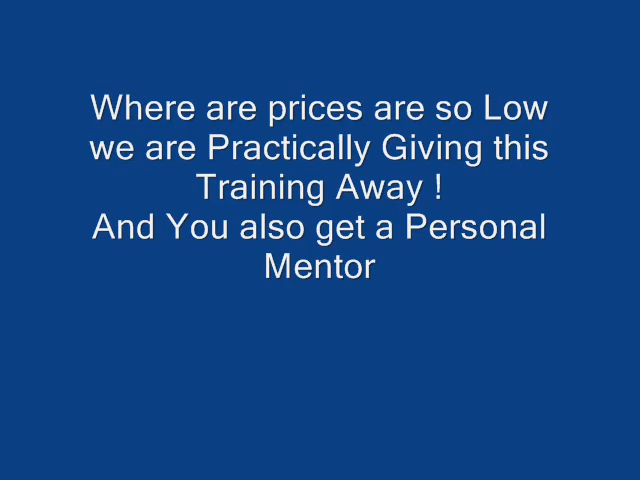 Where are prices are so Low
we are Practically Giving this
Training Away !
And You also get a Personal
Mentor